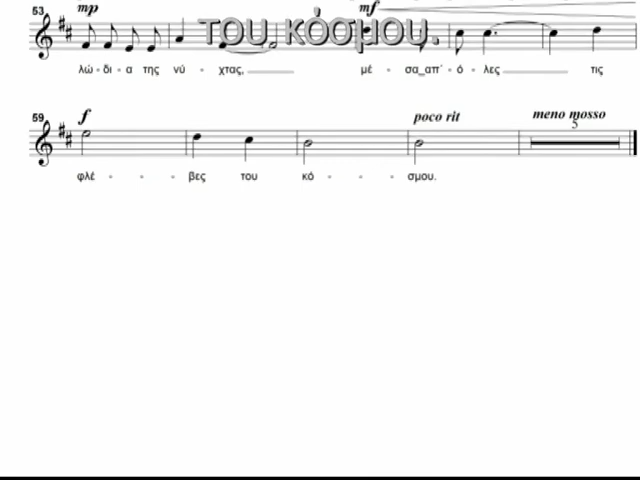 53 mp mf
του κόσμου.
λώ - δι - α της νύ - χτας, μέ - σα_απ' - ό - λες τις
59 f poco rit meno mosso
5
φλέ - - - βες του κό - - - σμου.